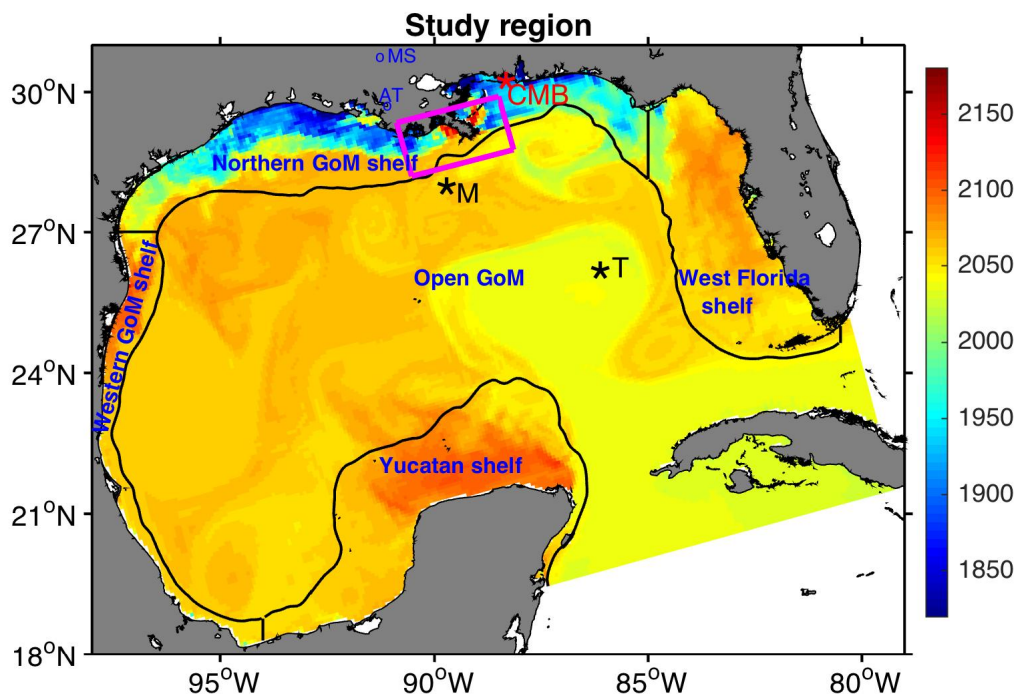 Study region
MS
30°N
AT
CMB
2150
Northern GoM shelf
M
2100
27°N
Open GoM
T
West Florida
shelf
2050
Western GoM shelf
2000
24°N
1950
Yucatan shelf
1900
21°N
1850
18°N
95°W
90°W
85°W
80°W